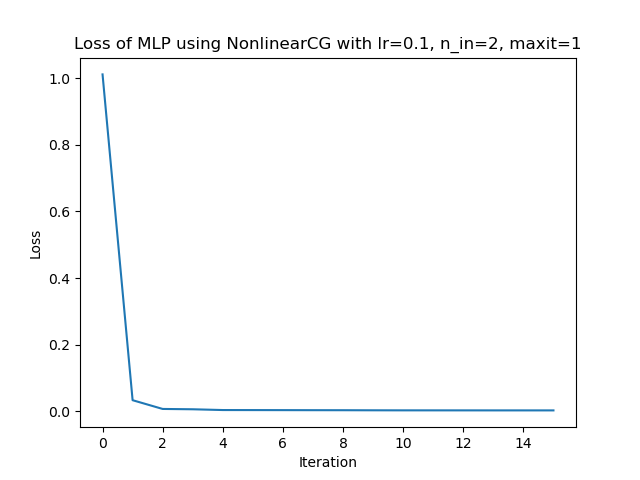 Loss of MLP using NonlinearCG with lr=0.1, n_in=2, maxit=1
1.0
0.8
0.6
0.4
0.2
0.0
Loss
0 2 4 6 8 10 12 14
Iteration